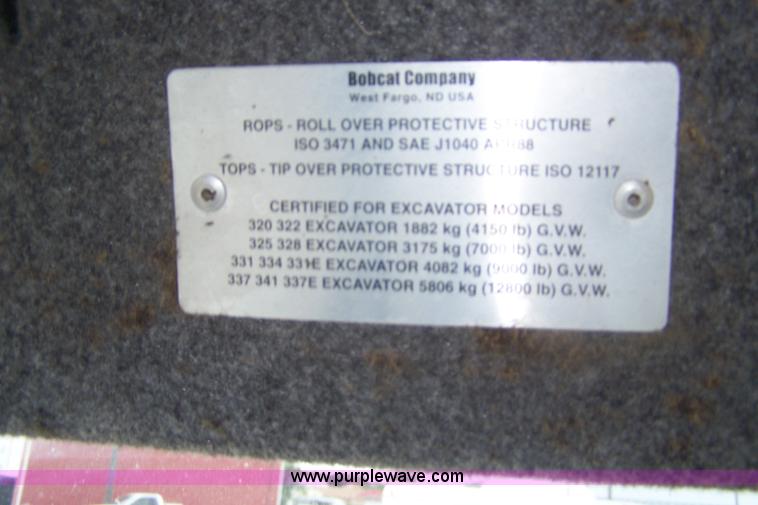 Bobcat Company
West Fargo, ND USA
ROPS - ROLL OVER PROTECTIVE STRUCTURE
ISO 3471 AND SAE J1040 APR88
TOPS - TIP OVER PROTECTIVE STRUCTURE ISO 12117
CERTIFIED FOR EXCAVATOR MODELS
320 322 EXCAVATOR 1882 kg (4150 lb) G.V.W.
325 328 EXCAVATOR 3175 kg (7000 lb) G.V.W.
331 334 331E EXCAVATOR 4082 kg (9000 lb) G.V.W.
337 341 337E EXCAVATOR 5806 kg (12800 lb) G.V.W.
www.purplewave.com